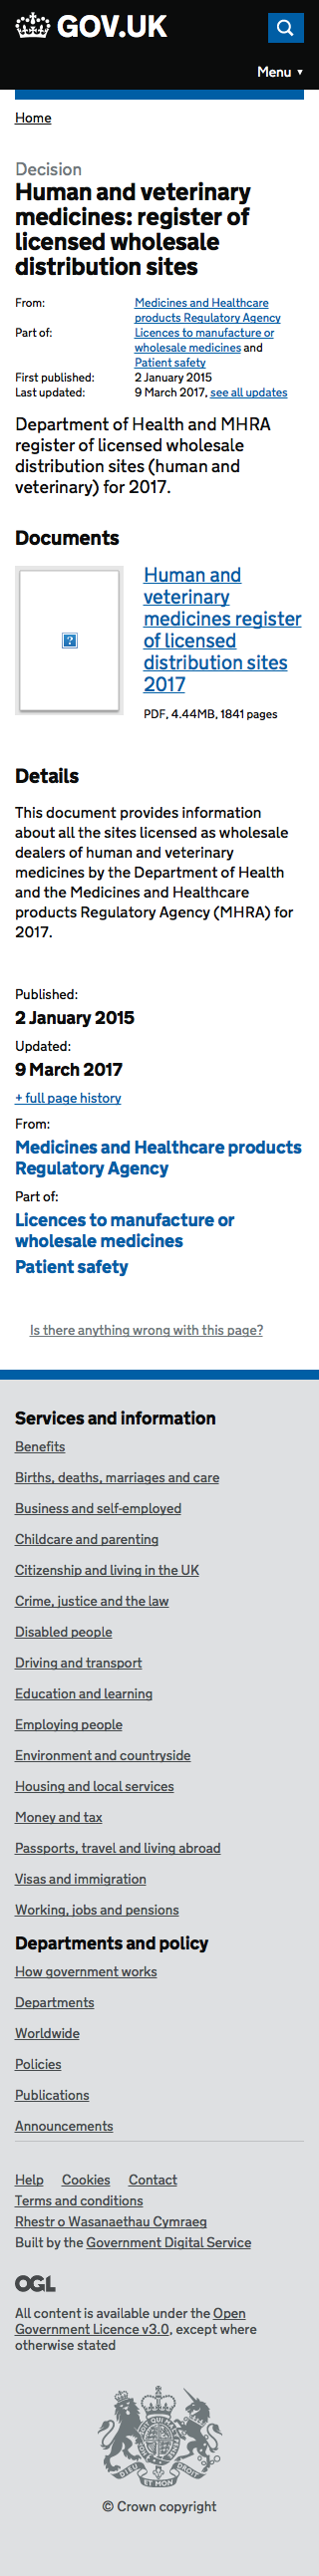 GOV.UK
Menu ▼
Home
Decision
Human and veterinary
medicines: register of
licensed wholesale
distribution sites
From:
Medicines and Healthcare
products Regulatory Agency
Part of:
Licences to manufacture or
wholesale medicines and
Patient safety
First published:
2 January 2015
Last updated:
9 March 2017, see all updates
Department of Health and MHRA
register of licensed wholesale
distribution sites (human and
veterinary) for 2017.
Documents
Human and
veterinary
medicines register
of licensed
distribution sites
2017
PDF, 4.44MB, 1841 pages
Details
This document provides information
about all the sites licensed as wholesale
dealers of human and veterinary
medicines by the Department of Health
and the Medicines and Healthcare
products Regulatory Agency (MHRA) for
2017.
Published:
2 January 2015
Updated:
9 March 2017
+ full page history
From:
Medicines and Healthcare products
Regulatory Agency
Part of:
Licences to manufacture or
wholesale medicines
Patient safety
Is there anything wrong with this page?
Services and information
Benefits
Births, deaths, marriages and care
Business and self-employed
Childcare and parenting
Citizenship and living in the UK
Crime, justice and the law
Disabled people
Driving and transport
Education and learning
Employing people
Environment and countryside
Housing and local services
Money and tax
Passports, travel and living abroad
Visas and immigration
Working, jobs and pensions
Departments and policy
How government works
Departments
Worldwide
Policies
Publications
Announcements
Help Cookies Contact
Terms and conditions
Rhestr o Wasanaethau Cymraeg
Built by the Government Digital Service
OGL
All content is available under the Open
Government Licence v3.0, except where
otherwise stated
DIEU ET MON
© Crown copyright